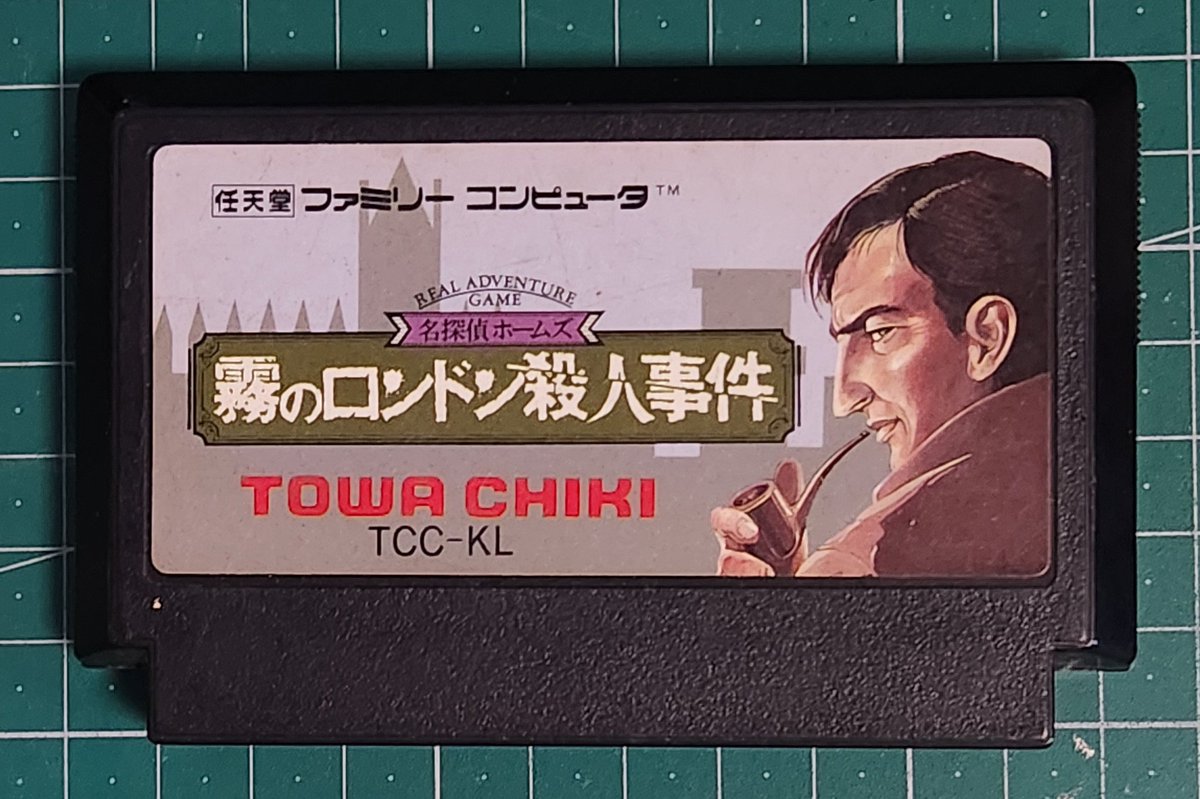 任天堂 ファミリー コンピュータ™
REAL ADVENTURE
GAME
名探偵ホームズ
霧のロンドン殺人事件
TOWA CHIKI
TCC-KL